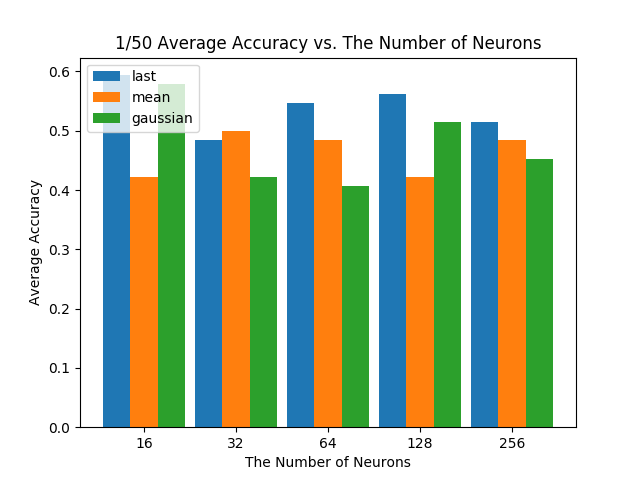 1/50 Average Accuracy vs. The Number of Neurons
last
mean
gaussian
0.6
0.5
0.4
0.3
0.2
0.1
0.0
Average Accuracy
16 32 64 128 256
The Number of Neurons